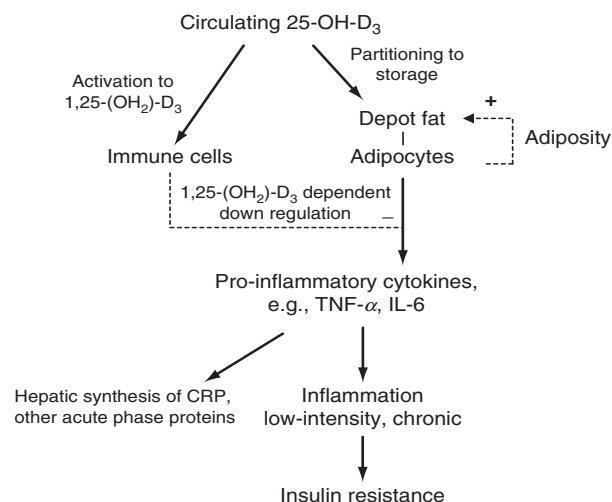 Circulating 25-OH-D₃
Partitioning to
storage
Activation to
1,25-(OH₂)-D₃
+
Depot fat
Adiposity
Immune cells
Adipocytes
1,25-(OH₂)-D₃ dependent
down regulation
–
Pro-inflammatory cytokines,
e.g., TNF-α, IL-6
Hepatic synthesis of CRP,
other acute phase proteins
Inflammation
low-intensity, chronic
Insulin resistance